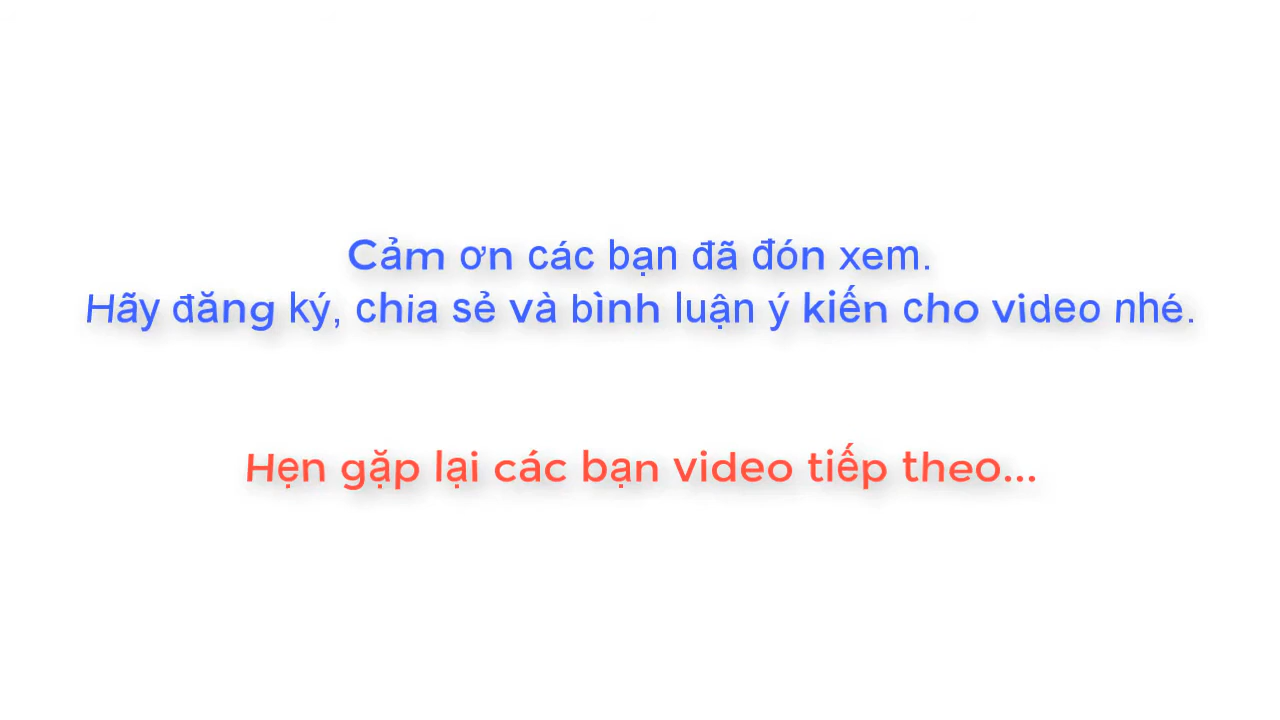 Cảm ơn các bạn đã đón xem.
Hãy đăng ký, chia sẻ và bình luận ý kiến cho video nhé.
Hẹn gặp lại các bạn video tiếp theo...